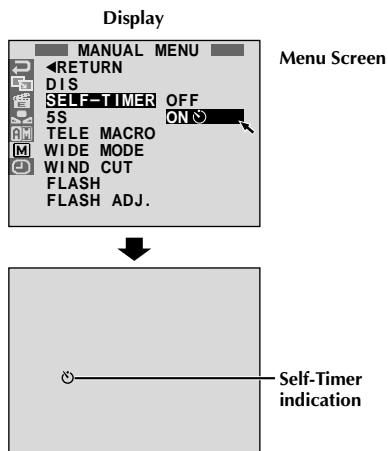 Display
MANUAL MENU
Menu Screen
◄RETURN
DIS
SELF-TIMER OFF
5S ON
TELE MACRO
AM
WIDE MODE
M
WIND CUT
FLASH
FLASH ADJ.
Self-Timer
indication